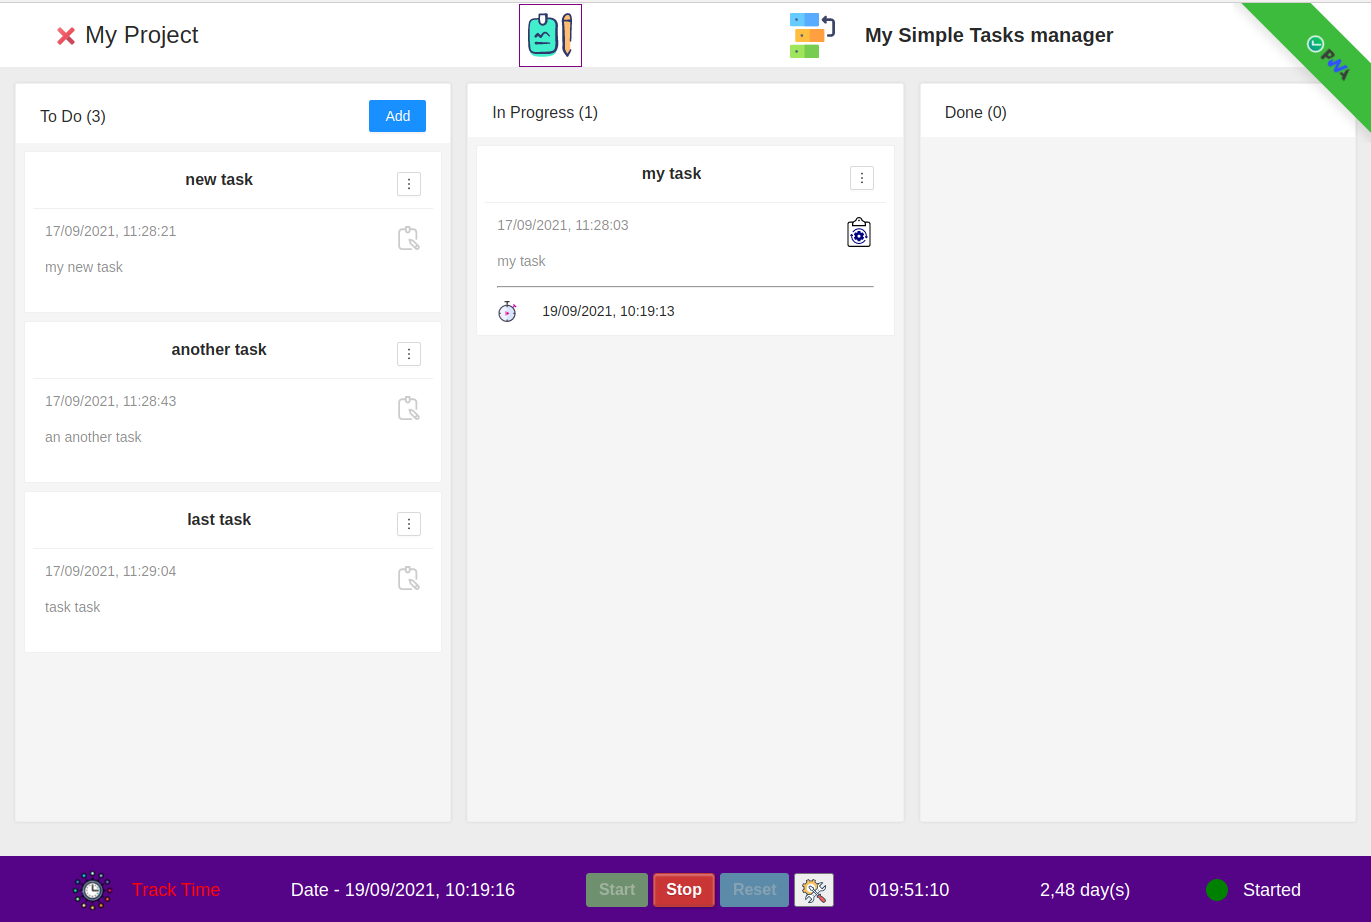 My Project
My Simple Tasks manager
PWA
To Do (3)
Add
new task
17/09/2021, 11:28:21
my new task
another task
17/09/2021, 11:28:43
an another task
last task
17/09/2021, 11:29:04
task task
In Progress (1)
my task
17/09/2021, 11:28:03
my task
19/09/2021, 10:19:13
Done (0)
Track Time
Date - 19/09/2021, 10:19:16
Start
Stop
Reset
019:51:10
2,48 day(s)
Started